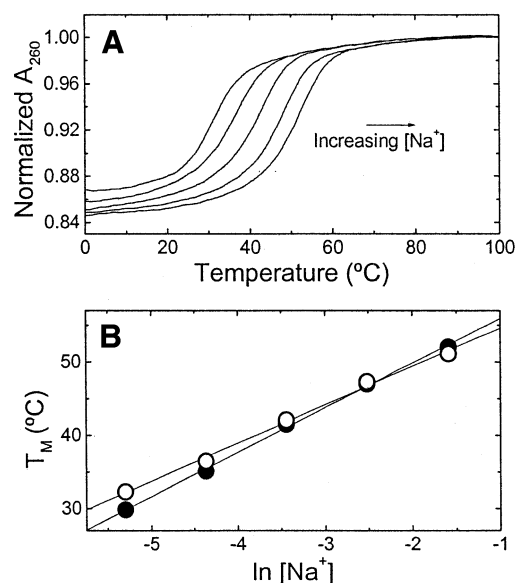 A
Normalized A260
1.00
0.96
0.92
0.88
0.84
Increasing [Na+]
0 20 40 60 80 100
Temperature (ºC)
B
TM (ºC)
50
40
30
-5 -4 -3 -2 -1
ln [Na+]